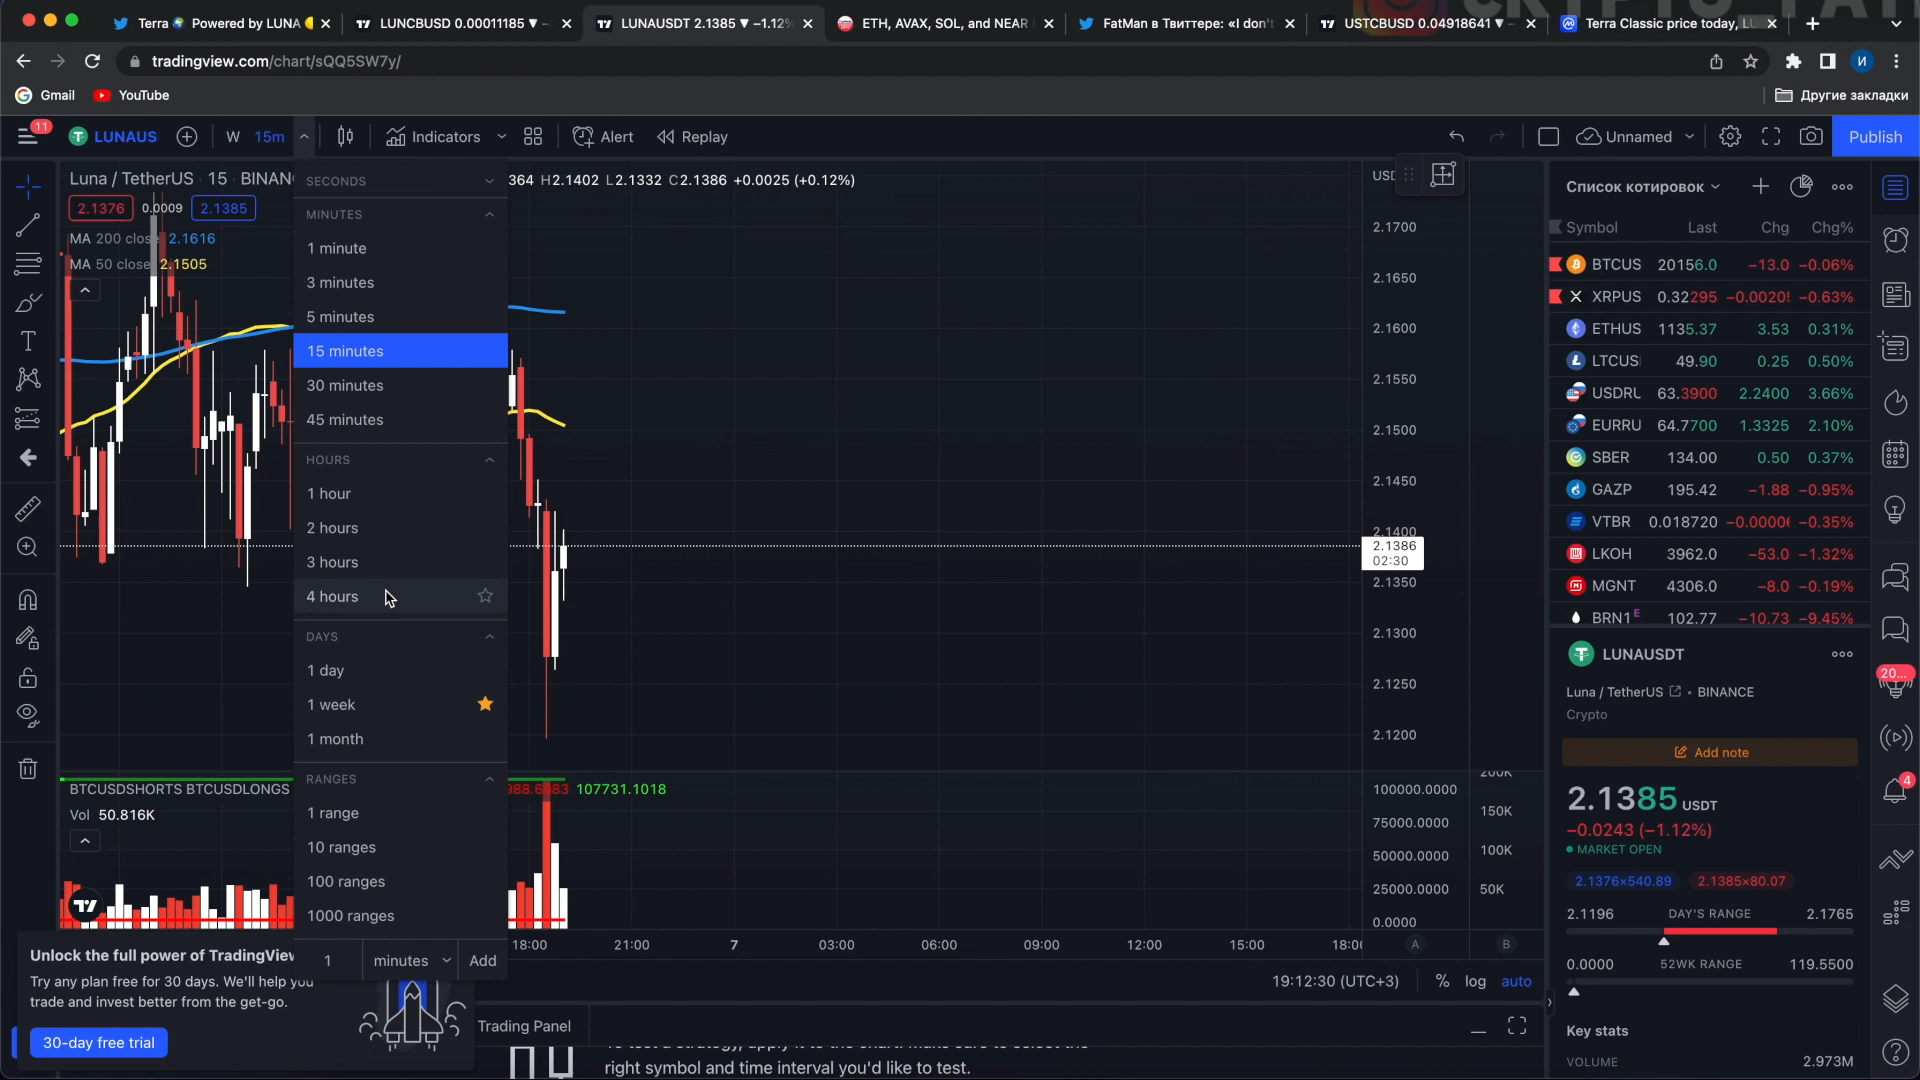 Terra Powered by LUNA
LUNCBUSD 0.00011185 ▼ −
LUNAUSDT 2.1385 ▼ −1.12%
ETH, AVAX, SOL, and NEAR
FatMan в Твиттере: «I don't
USTCBUSD 0.04918641 ▼
Terra Classic price today, LU
tradingview.com/chart/sQQ5SW7y/
И
Gmail
YouTube
Другие закладки
11
LUNAUS
W
15m
Indicators
Alert
Replay
Unnamed
Publish
Luna / TetherUS · 15 · BINAN
364 H2.1402 L2.1332 C2.1386 +0.0025 (+0.12%)
2.1376
0.0009
2.1385
MA 200 close 2.1616
MA 50 close 2.1505
SECONDS
MINUTES
1 minute
3 minutes
5 minutes
15 minutes
30 minutes
45 minutes
HOURS
1 hour
2 hours
3 hours
4 hours
DAYS
1 day
1 week
1 month
RANGES
1 range
10 ranges
100 ranges
1000 ranges
1
minutes
Add
BTCUSDSHORTS BTCUSDLONGS
107731.1018
Vol 50.816K
USD
2.1700
2.1650
2.1600
2.1550
2.1500
2.1450
2.1400
2.1386
02:30
2.1350
2.1300
2.1250
2.1200
100000.0000
75000.0000
50000.0000
25000.0000
0.0000
200K
150K
100K
50K
18:00
21:00
7
03:00
06:00
09:00
12:00
15:00
18:00
A
B
19:12:30 (UTC+3)
%
log
auto
Unlock the full power of TradingView
Try any plan free for 30 days. We'll help you
trade and invest better from the get-go.
30-day free trial
Trading Panel
right symbol and time interval you'd like to test.
Список котировок
Symbol Last Chg Chg%
BTCUS 20156.0 −13.0 −0.06%
XRPUS 0.32295 −0.0020 −0.63%
ETHUS 1135.37 3.53 0.31%
LTCUS 49.90 0.25 0.50%
USDRU 63.3900 2.2400 3.66%
EURRU 64.7700 1.3325 2.10%
SBER 134.00 0.50 0.37%
GAZP 195.42 −1.88 −0.95%
VTBR 0.018720 −0.0000 −0.35%
LKOH 3962.0 −53.0 −1.32%
MGNT 4306.0 −8.0 −0.19%
BRN1 E 102.77 −10.73 −9.45%
LUNAUSDT
Luna / TetherUS • BINANCE
Crypto
Add note
2.1385 USDT
−0.0243 (−1.12%)
MARKET OPEN
2.1376×540.89
2.1385×80.07
2.1196 DAY'S RANGE 2.1765
0.0000 52WK RANGE 119.5500
Key stats
VOLUME 2.973M
20...
4